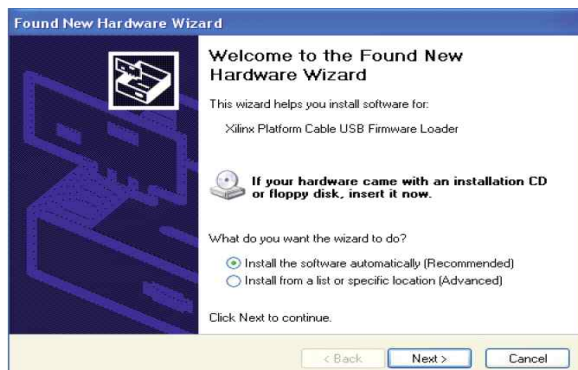 Found New Hardware Wizard
Welcome to the Found New
Hardware Wizard
This wizard helps you install software for:
Xilinx Platform Cable USB Firmware Loader
If your hardware came with an installation CD
or floppy disk, insert it now.
What do you want the wizard to do?
Install the software automatically (Recommended)
Install from a list or specific location (Advanced)
Click Next to continue.
< Back
Next >
Cancel